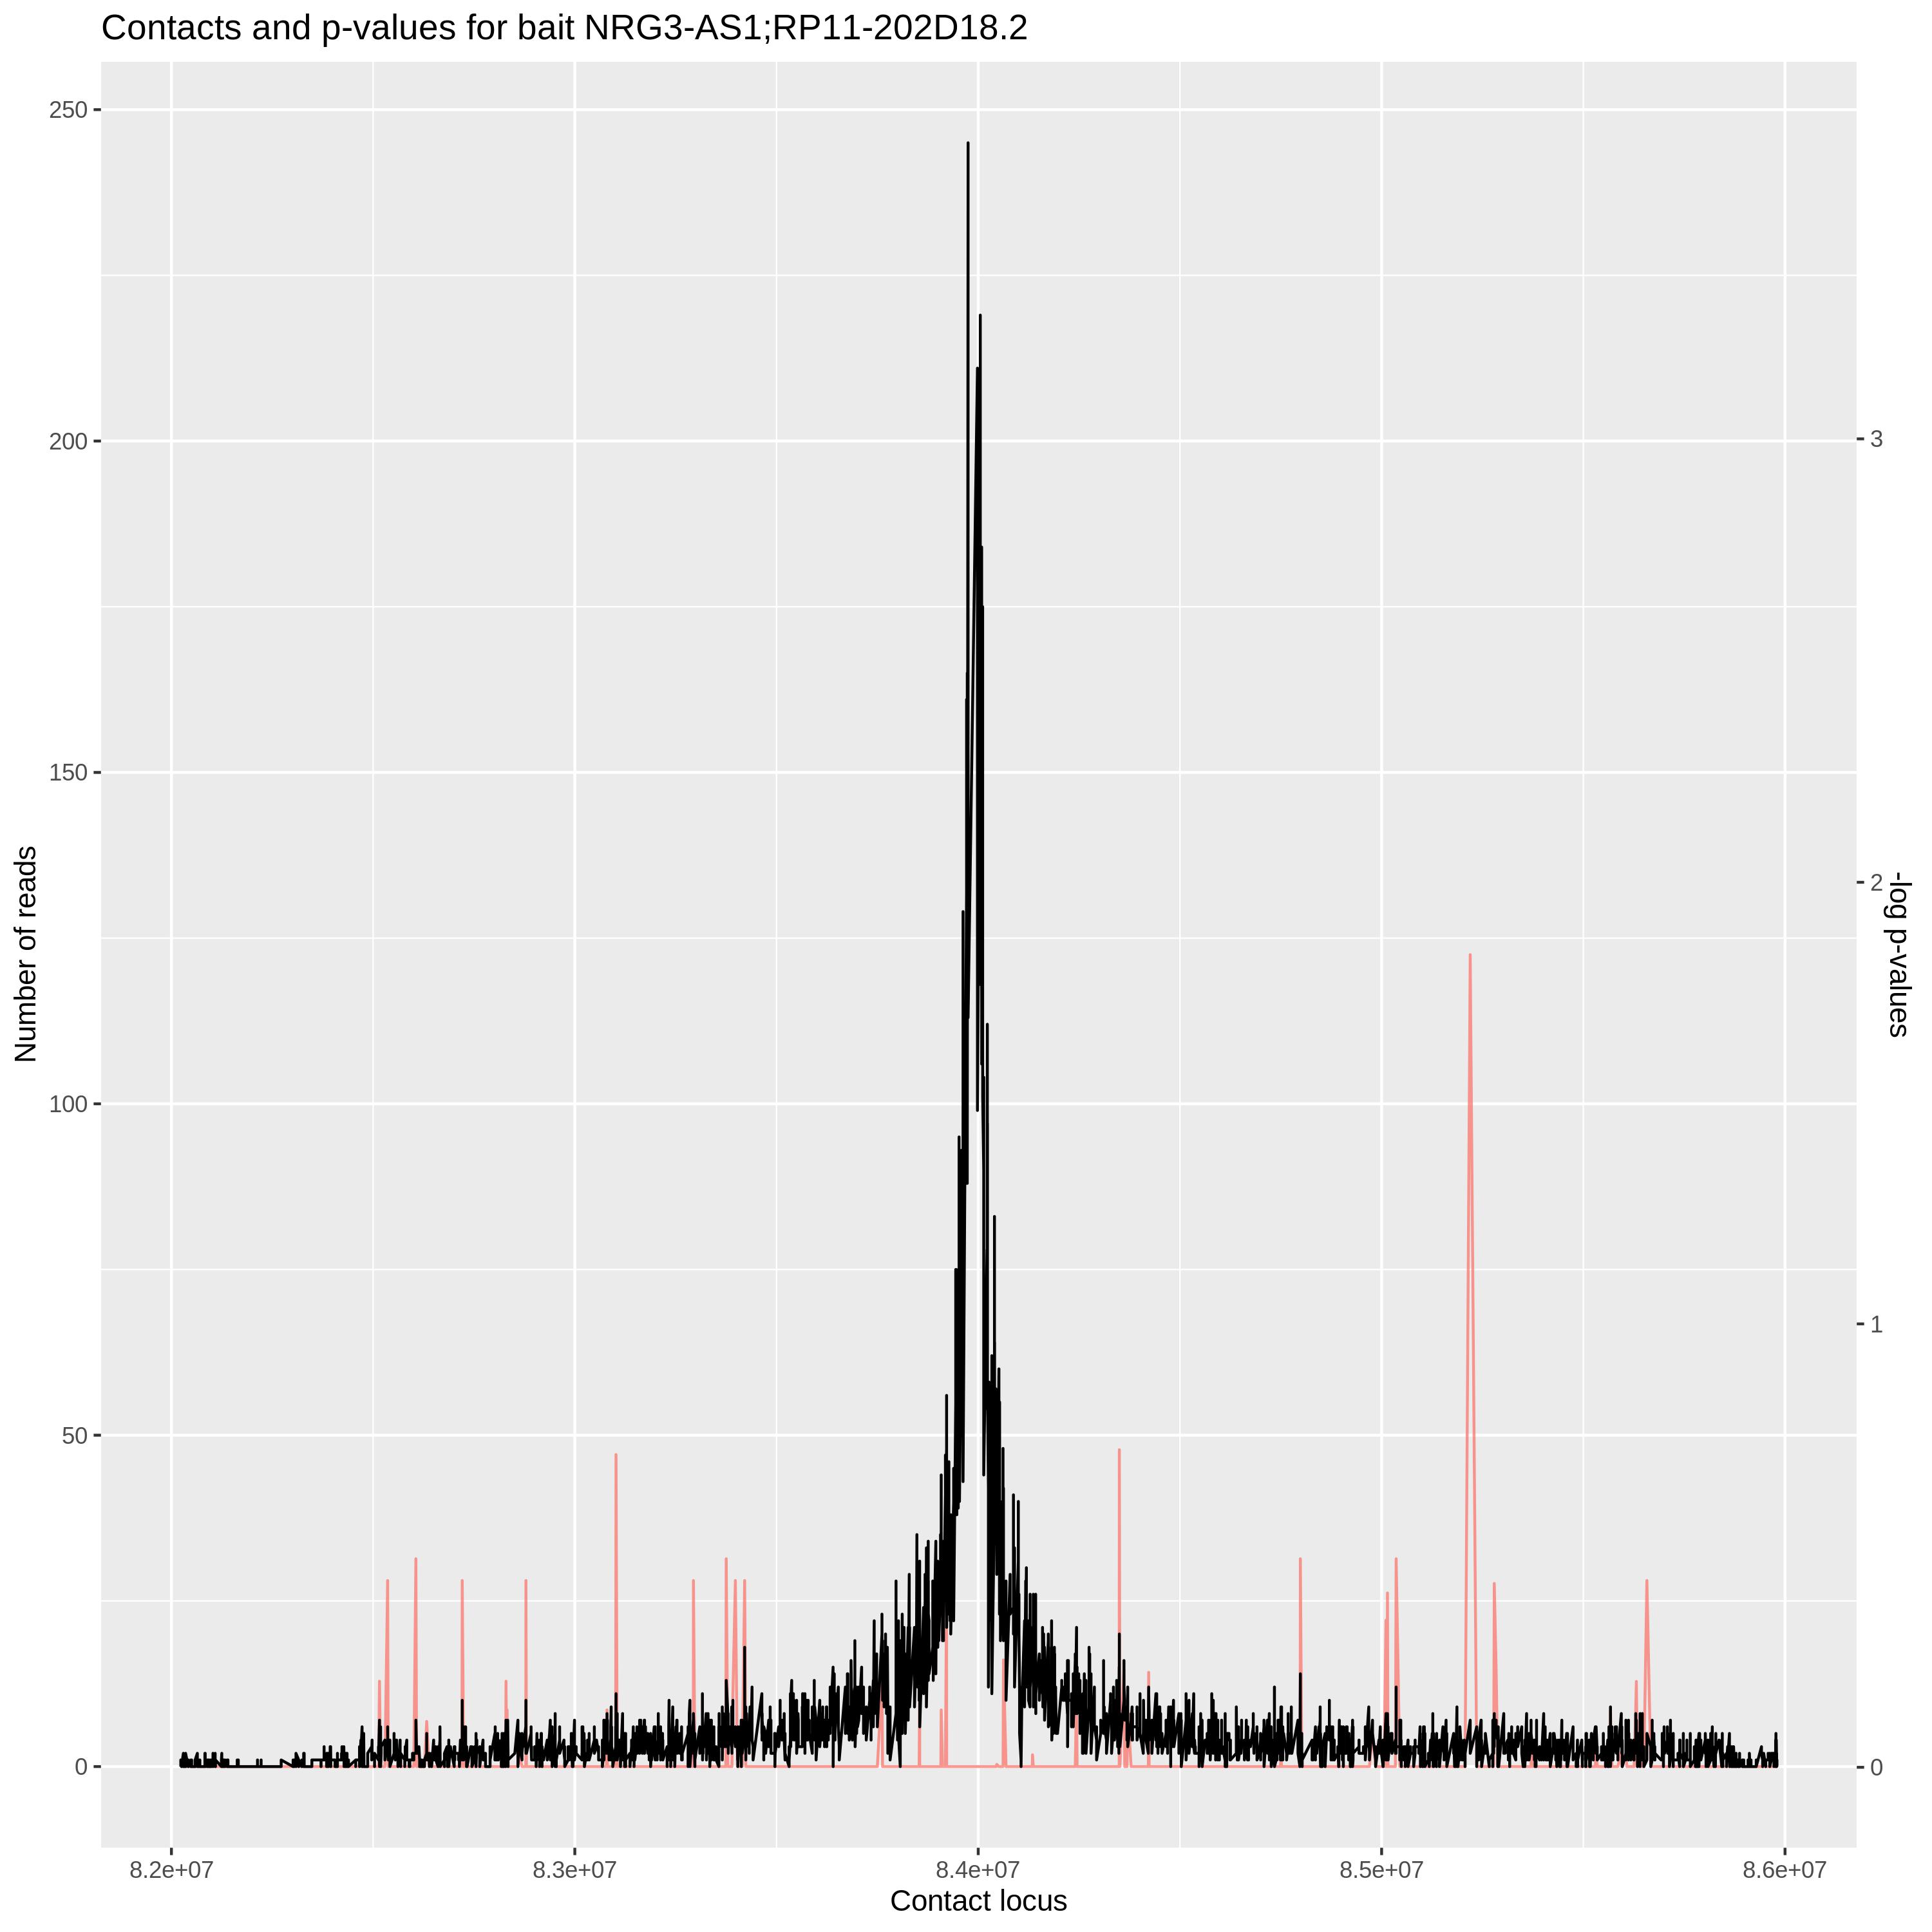 Contacts and p-values for bait NRG3-AS1;RP11-202D18.2
250
200
150
100
50
0
Number of reads
3
2
1
0
-log p-values
8.2e+07
8.3e+07
8.4e+07
8.5e+07
8.6e+07
Contact locus